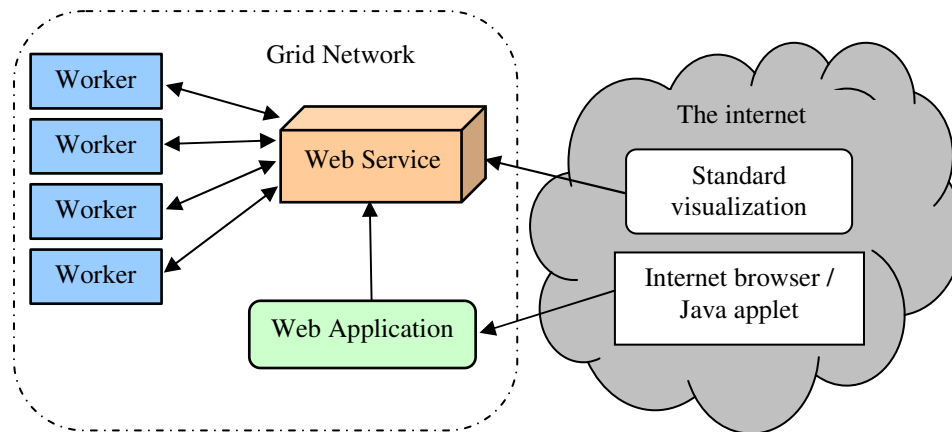 Grid Network
Worker
Worker
Worker
Worker
Web Service
Web Application
The internet
Standard
visualization
Internet browser /
Java applet